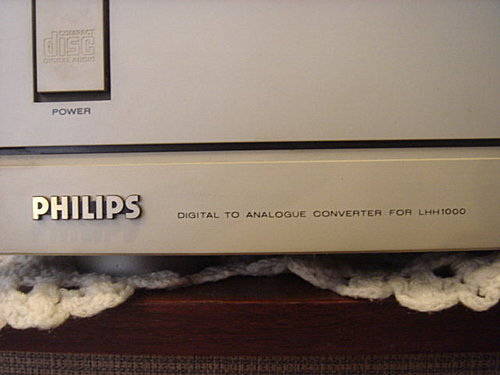 COMPACT
disc
DIGITAL AUDIO
POWER
PHILIPS
DIGITAL TO ANALOGUE CONVERTER FOR LHH1000